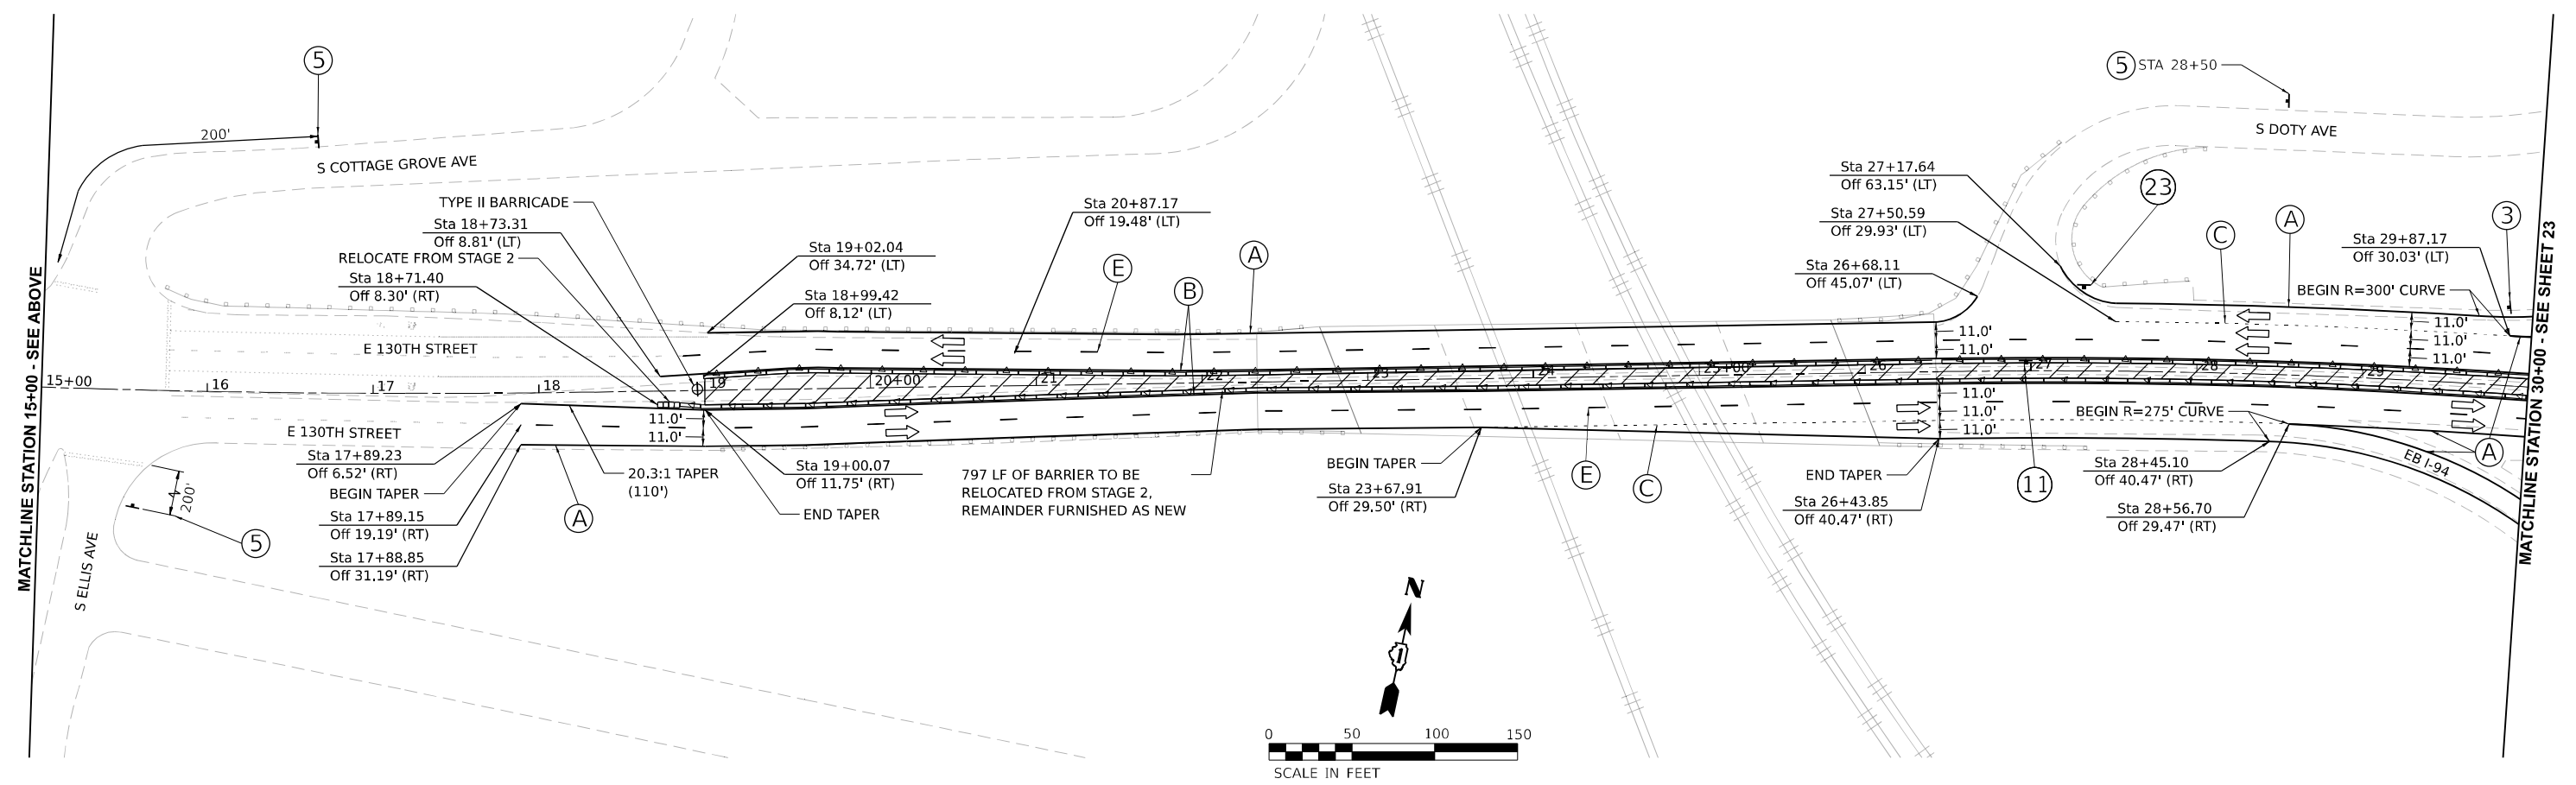 MATCHLINE STATION 15+00 - SEE ABOVE
5
200'
S COTTAGE GROVE AVE
TYPE II BARRICADE
Sta 18+73.31
Off 8.81' (LT)
RELOCATE FROM STAGE 2
Sta 18+71.40
Off 8.30' (RT)
E 130TH STREET
15+00
16
17
18
19
20+00
21
22
23
24
25+00
26
27
28
29
Sta 19+02.04
Off 34.72' (LT)
Sta 18+99.42
Off 8.12' (LT)
Sta 20+87.17
Off 19.48' (LT)
E
B
A
5
STA 28+50
S DOTY AVE
Sta 27+17.64
Off 63.15' (LT)
23
Sta 27+50.59
Off 29.93' (LT)
C
A
3
Sta 29+87.17
Off 30.03' (LT)
Sta 26+68.11
Off 45.07' (LT)
BEGIN R=300' CURVE
11.0'
11.0'
11.0'
11.0'
11.0'
MATCHLINE STATION 30+00 - SEE SHEET 23
E 130TH STREET
11.0'
11.0'
11.0'
11.0'
11.0'
BEGIN R=275' CURVE
A
EB I-94
Sta 17+89.23
Off 6.52' (RT)
BEGIN TAPER
Sta 17+89.15
Off 19.19' (RT)
Sta 17+88.85
Off 31.19' (RT)
A
20.3:1 TAPER
(110')
Sta 19+00.07
Off 11.75' (RT)
END TAPER
797 LF OF BARRIER TO BE
RELOCATED FROM STAGE 2,
REMAINDER FURNISHED AS NEW
BEGIN TAPER
Sta 23+67.91
Off 29.50' (RT)
E
C
END TAPER
Sta 26+43.85
Off 40.47' (RT)
11
Sta 28+45.10
Off 40.47' (RT)
Sta 28+56.70
Off 29.47' (RT)
200'
5
S ELLIS AVE
N
0 50 100 150
SCALE IN FEET